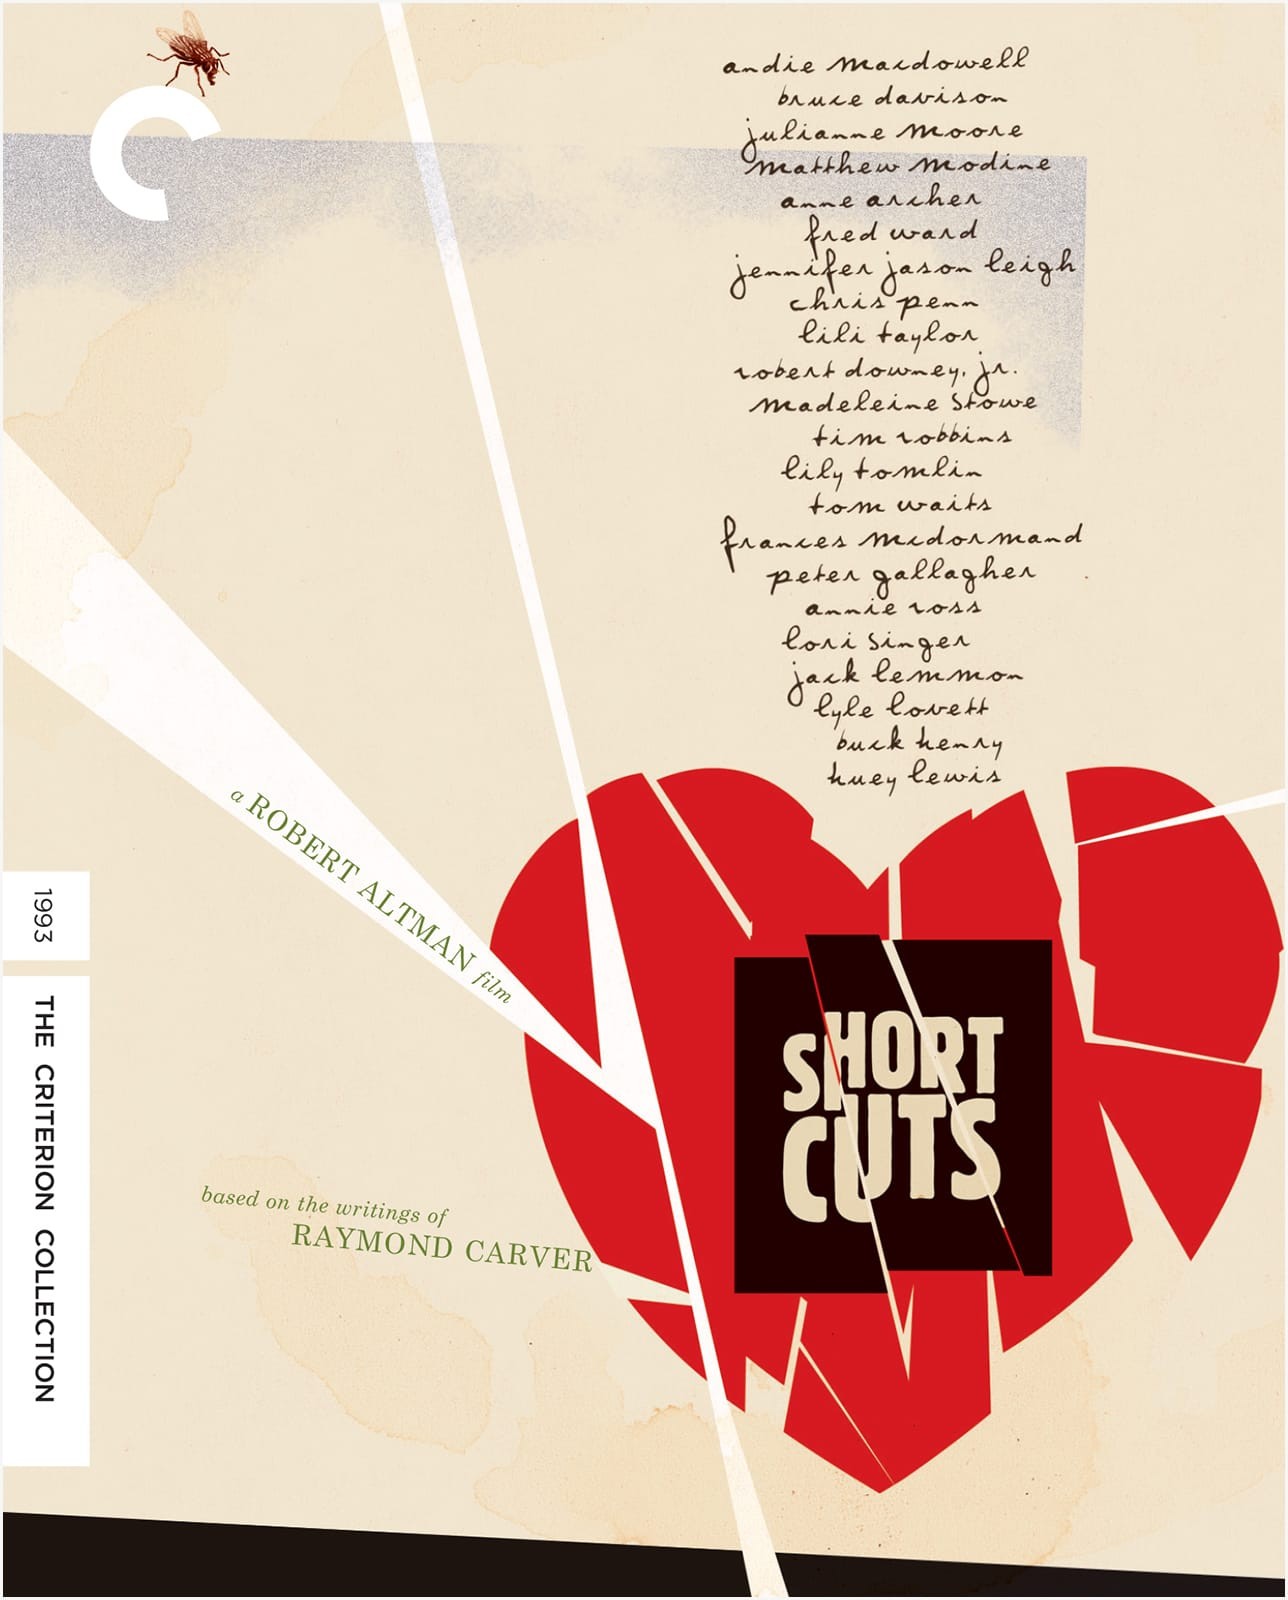 andie macdowell
bruce davison
julianne moore
matthew modine
anne archer
fred ward
jennifer jason leigh
chris penn
lili taylor
robert downey, jr.
madeleine stowe
tim robbins
lily tomlin
tom waits
frances mcdormand
peter gallagher
annie ross
lori singer
jack lemmon
lyle lovett
buck henry
huey lewis
a ROBERT ALTMAN film
1993
THE CRITERION COLLECTION
SHORT
CUTS
based on the writings of
RAYMOND CARVER